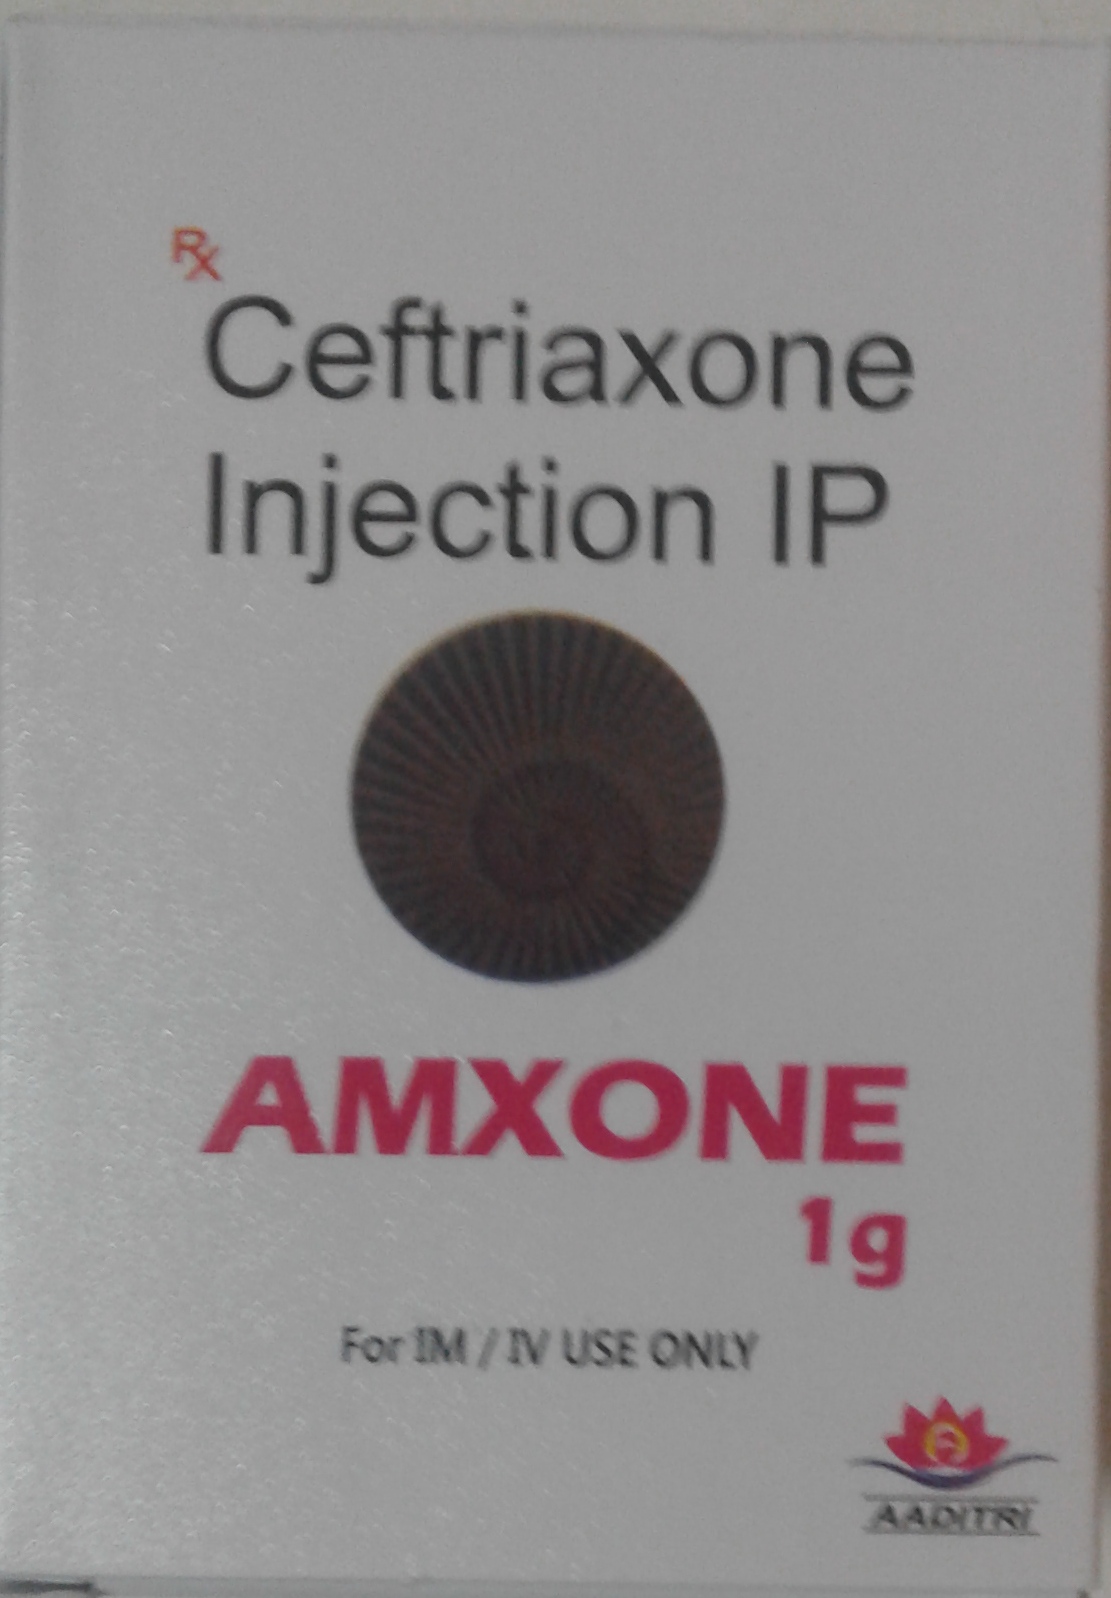 Rx
Ceftriaxone
Injection IP
AMXONE
1g
For IM / IV USE ONLY
AADITRI